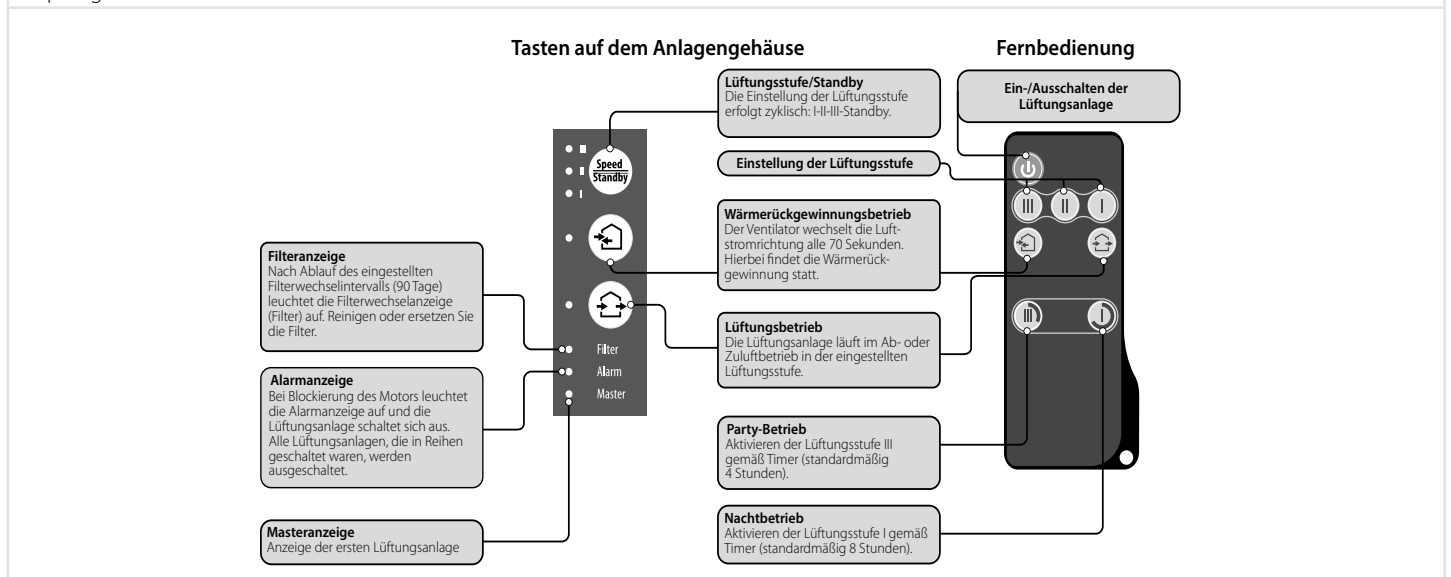 Tasten auf dem Anlagengehäuse
Fernbedienung
Lüftungsstufe/Standby
Die Einstellung der Lüftungsstufe
erfolgt zyklisch: I-II-III-Standby.
Ein-/Ausschalten der
Lüftungsanlage
Einstellung der Lüftungsstufe
Wärmerückgewinnungsbetrieb
Der Ventilator wechselt die Luft-
stromrichtung alle 70 Sekunden.
Hierbei findet die Wärmerück-
gewinnung statt.
Filteranzeige
Nach Ablauf des eingestellten
Filterwechselintervalls (90 Tage)
leuchtet die Filterwechselanzeige
(Filter) auf. Reinigen oder ersetzen Sie
die Filter.
Lüftungsbetrieb
Die Lüftungsanlage läuft im Ab- oder
Zuluftbetrieb in der eingestellten
Lüftungsstufe.
Alarmanzeige
Bei Blockierung des Motors leuchtet
die Alarmanzeige auf und die
Lüftungsanlage schaltet sich aus.
Alle Lüftungsanlagen, die in Reihen
geschaltet waren, werden
ausgeschaltet.
Party-Betrieb
Aktivieren der Lüftungsstufe III
gemäß Timer (standardmäßig
4 Stunden).
Masteranzeige
Anzeige der ersten Lüftungsanlage
Nachtbetrieb
Aktivieren der Lüftungsstufe I gemäß
Timer (standardmäßig 8 Stunden).
Speed
Standby
III
II
I
Filter
Alarm
Master
III II I
III I